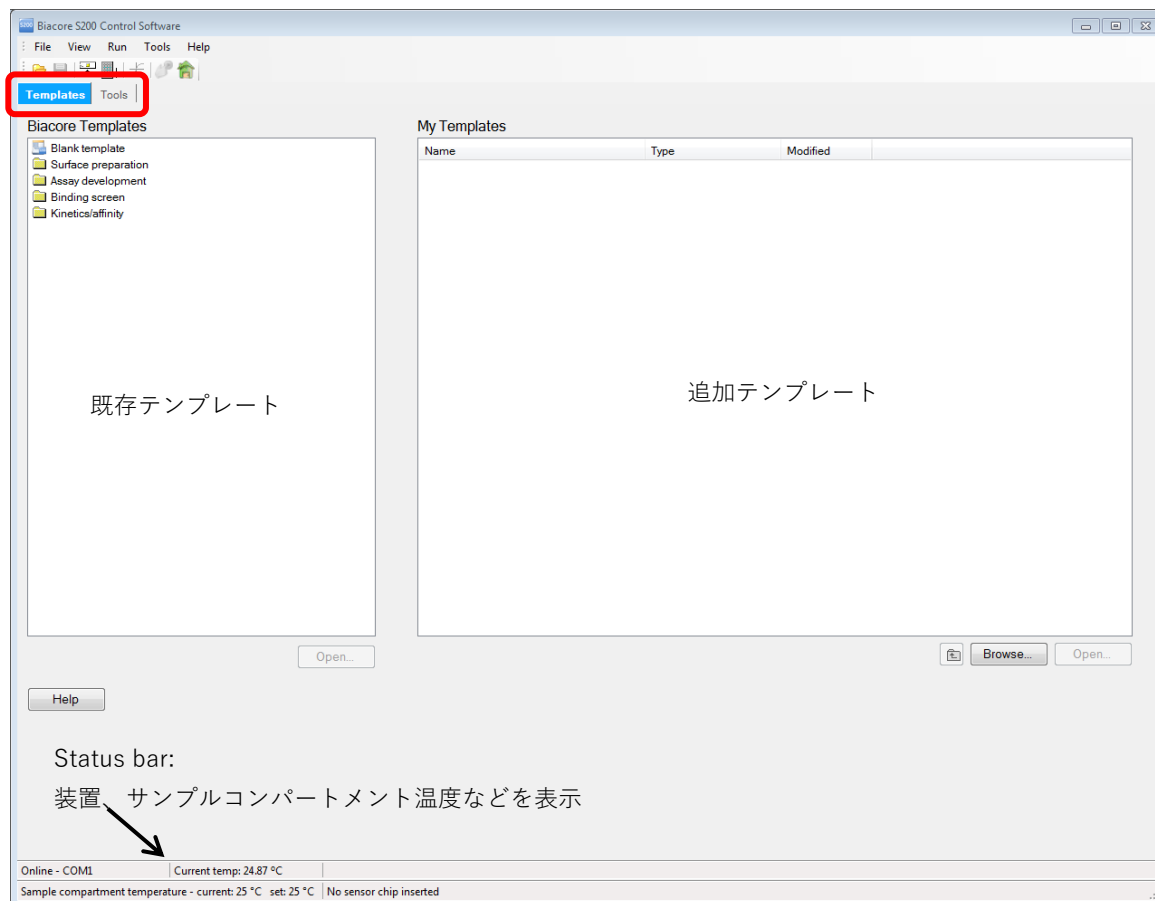 Biacore S200 Control Software
File View Run Tools Help
Templates Tools
Biacore Templates
Blank template
Surface preparation
Assay development
Binding screen
Kinetics/affinity
既存テンプレート
Open...
My Templates
Name Type Modified
追加テンプレート
Browse... Open...
Help
Status bar:
装置、サンプルコンパートメント温度などを表示
Online - COM1 Current temp: 24.87 °C
Sample compartment temperature - current: 25 °C set: 25 °C No sensor chip inserted